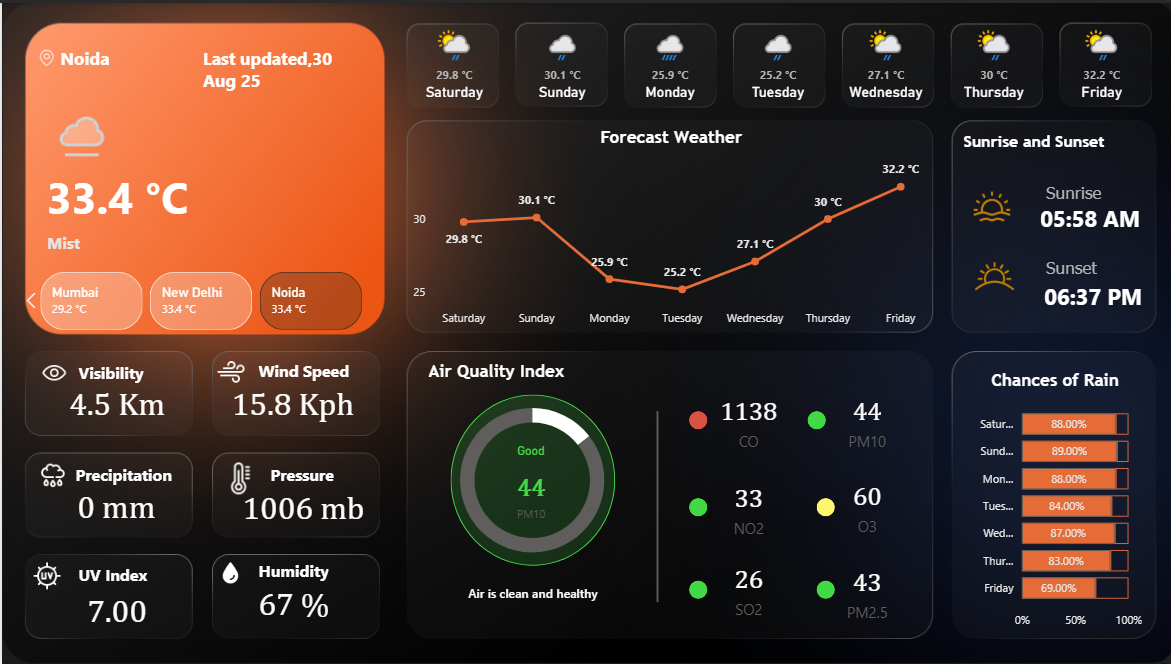 Noida
Last updated,30
Aug 25
33.4 °C
Mist
Mumbai
29.2 °C
New Delhi
33.4 °C
Noida
33.4 °C
29.8 °C
Saturday
30.1 °C
Sunday
25.9 °C
Monday
25.2 °C
Tuesday
27.1 °C
Wednesday
30 °C
Thursday
32.2 °C
Friday
Forecast Weather
30
25
29.8 °C
30.1 °C
25.9 °C
25.2 °C
27.1 °C
30 °C
32.2 °C
Saturday
Sunday
Monday
Tuesday
Wednesday
Thursday
Friday
Sunrise and Sunset
Sunrise
05:58 AM
Sunset
06:37 PM
Visibility
4.5 Km
Wind Speed
15.8 Kph
Precipitation
0 mm
Pressure
1006 mb
UV
UV Index
7.00
Humidity
67 %
Air Quality Index
Good
44
PM10
Air is clean and healthy
1138
CO
44
PM10
33
NO2
60
O3
26
SO2
43
PM2.5
Chances of Rain
Satur... 88.00%
Sund... 89.00%
Mon... 88.00%
Tues... 84.00%
Wed... 87.00%
Thur... 83.00%
Friday 69.00%
0% 50% 100%